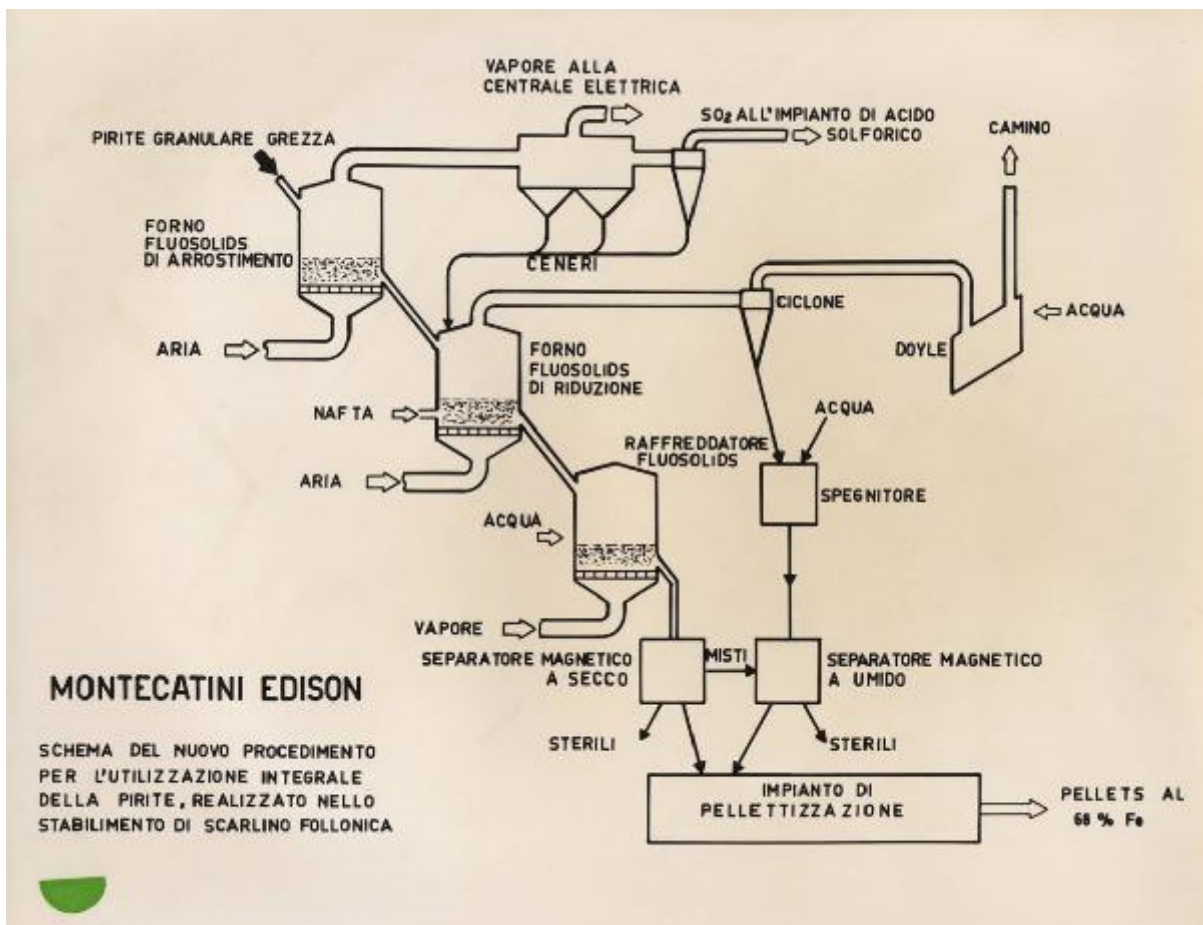 VAPORE ALLA
CENTRALE ELETTRICA
SO₂ ALL'IMPIANTO DI ACIDO
SOLFORICO
CAMINO
PIRITE GRANULARE GREZZA
FORNO
FLUOSOLIDS
DI ARROSTIMENTO
CENERI
CICLONE
ACQUA
DOYLE
ARIA
FORNO
FLUOSOLIDS
DI RIDUZIONE
NAFTA
ACQUA
RAFFREDDATORE
FLUOSOLIDS
ARIA
SPEGNITORE
ACQUA
VAPORE
SEPARATORE MAGNETICO
A SECCO
MISTI
SEPARATORE MAGNETICO
A UMIDO
MONTECATINI EDISON
STERILI
STERILI
SCHEMA DEL NUOVO PROCEDIMENTO
PER L'UTILIZZAZIONE INTEGRALE
DELLA PIRITE, REALIZZATO NELLO
STABILIMENTO DI SCARLINO FOLLONICA
IMPIANTO DI
PELLETTIZZAZIONE
PELLETS AL
68 % Fe